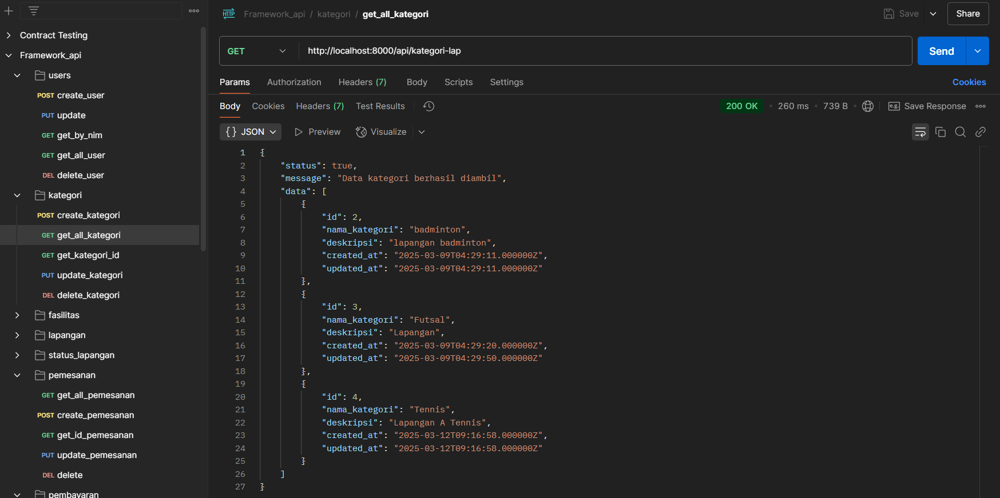 Contract Testing
Framework_api
users
POST create_user
PUT update
GET get_by_nim
GET get_all_user
DEL delete_user
kategori
POST create_kategori
GET get_all_kategori
GET get_kategori_id
PUT update_kategori
DEL delete_kategori
fasilitas
lapangan
status_lapangan
pemesanan
GET get_all_pemesanan
POST create_pemesanan
GET get_id_pemesanan
PUT update_pemesanan
DEL delete
pembayaran
HTTP Framework_api / kategori / get_all_kategori
Save
Share
GET http://localhost:8000/api/kategori-lap
Send
Params Authorization Headers (7) Body Scripts Settings
Cookies
Body Cookies Headers (7) Test Results
200 OK • 260 ms • 739 B •
e.g. Save Response
{} JSON Preview Visualize
1 {
2 "status": true,
3 "message": "Data kategori berhasil diambil",
4 "data": [
5 {
6 "id": 2,
7 "nama_kategori": "badminton",
8 "deskripsi": "lapangan badminton",
9 "created_at": "2025-03-09T04:29:11.000000Z",
10 "updated_at": "2025-03-09T04:29:11.000000Z"
11 },
12 {
13 "id": 3,
14 "nama_kategori": "Futsal",
15 "deskripsi": "Lapangan",
16 "created_at": "2025-03-09T04:29:20.000000Z",
17 "updated_at": "2025-03-09T04:29:50.000000Z"
18 },
19 {
20 "id": 4,
21 "nama_kategori": "Tennis",
22 "deskripsi": "Lapangan A Tennis",
23 "created_at": "2025-03-12T09:16:58.000000Z",
24 "updated_at": "2025-03-12T09:16:58.000000Z"
25 }
26 ]
27 }